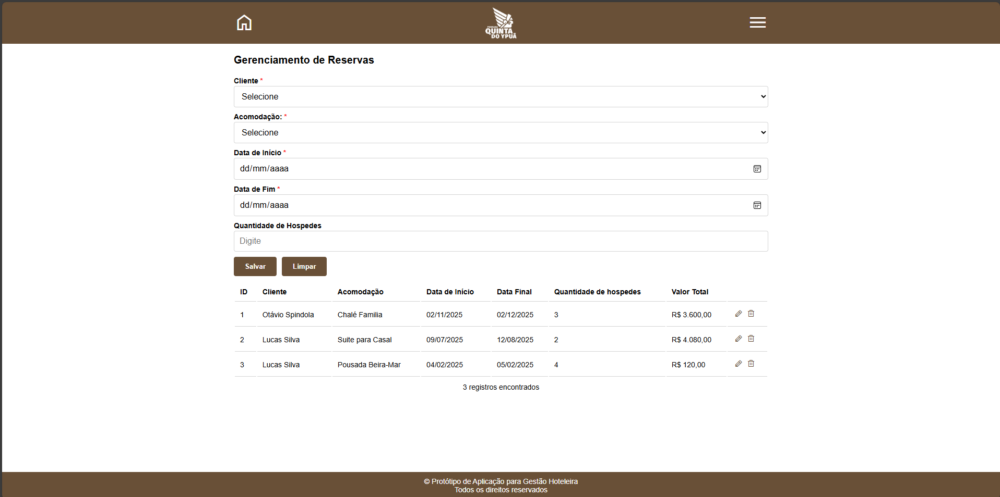 POUSADA
QUINTA
DO YPUÃ
Gerenciamento de Reservas
Cliente *
Selecione
Acomodação: *
Selecione
Data de Início *
dd/mm/aaaa
Data de Fim *
dd/mm/aaaa
Quantidade de Hospedes
Digite
Salvar Limpar
ID Cliente Acomodação Data de Início Data Final Quantidade de hospedes Valor Total
1 Otávio Spindola Chalé Familia 02/11/2025 02/12/2025 3 R$ 3.600,00
2 Lucas Silva Suite para Casal 09/07/2025 12/08/2025 2 R$ 4.080,00
3 Lucas Silva Pousada Beira-Mar 04/02/2025 05/02/2025 4 R$ 120,00
3 registros encontrados
© Protótipo de Aplicação para Gestão Hoteleira
Todos os direitos reservados